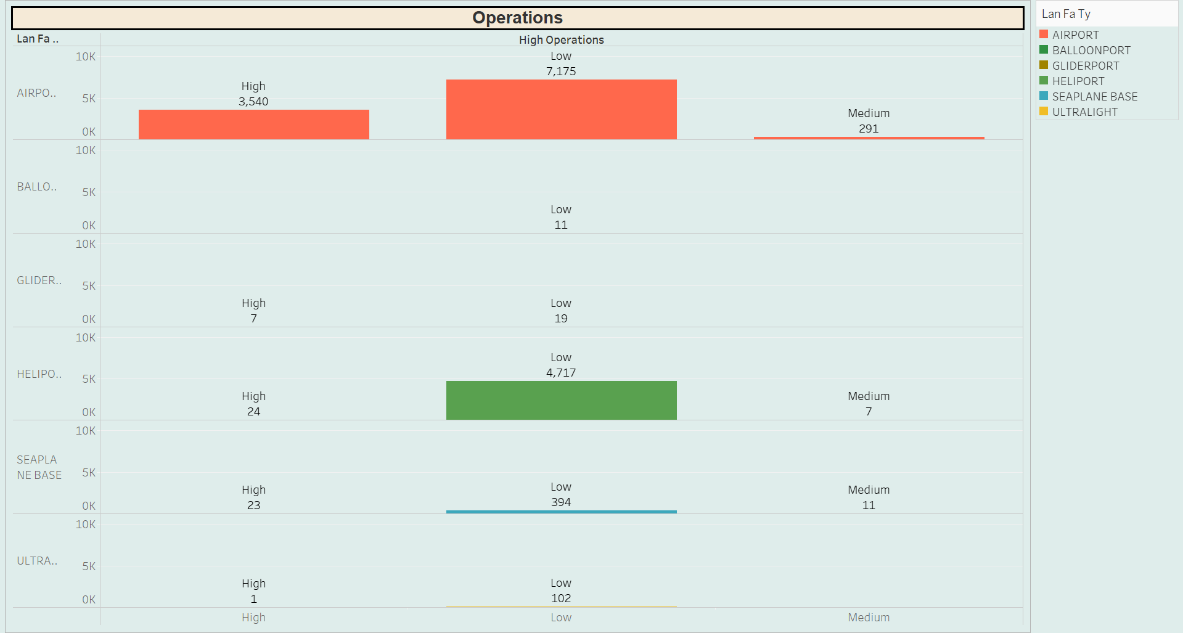 Operations
Lan Fa ..
High Operations
AIRPO..
10K
5K
0K
High
3,540
Low
7,175
Medium
291
BALLO..
10K
5K
0K
Low
11
GLIDER..
10K
5K
0K
High
7
Low
19
HELIPO..
10K
5K
0K
High
24
Low
4,717
Medium
7
SEAPLA
NE BASE
10K
5K
0K
High
23
Low
394
Medium
11
ULTRA..
10K
5K
0K
High
1
Low
102
High
Low
Medium
Lan Fa Ty
AIRPORT
BALLOONPORT
GLIDERPORT
HELIPORT
SEAPLANE BASE
ULTRALIGHT